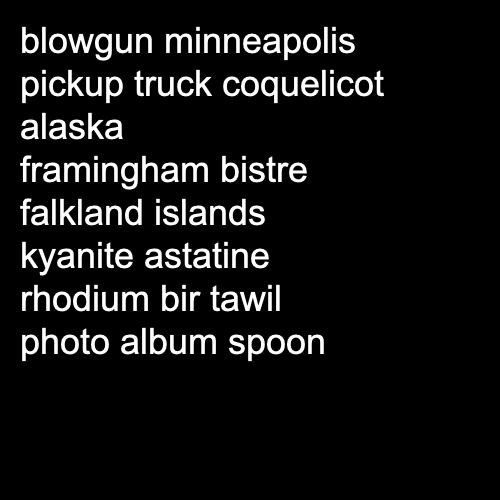 blowgun minneapolis
pickup truck coquelicot
alaska
framingham bistre
falkland islands
kyanite astatine
rhodium bir tawil
photo album spoon